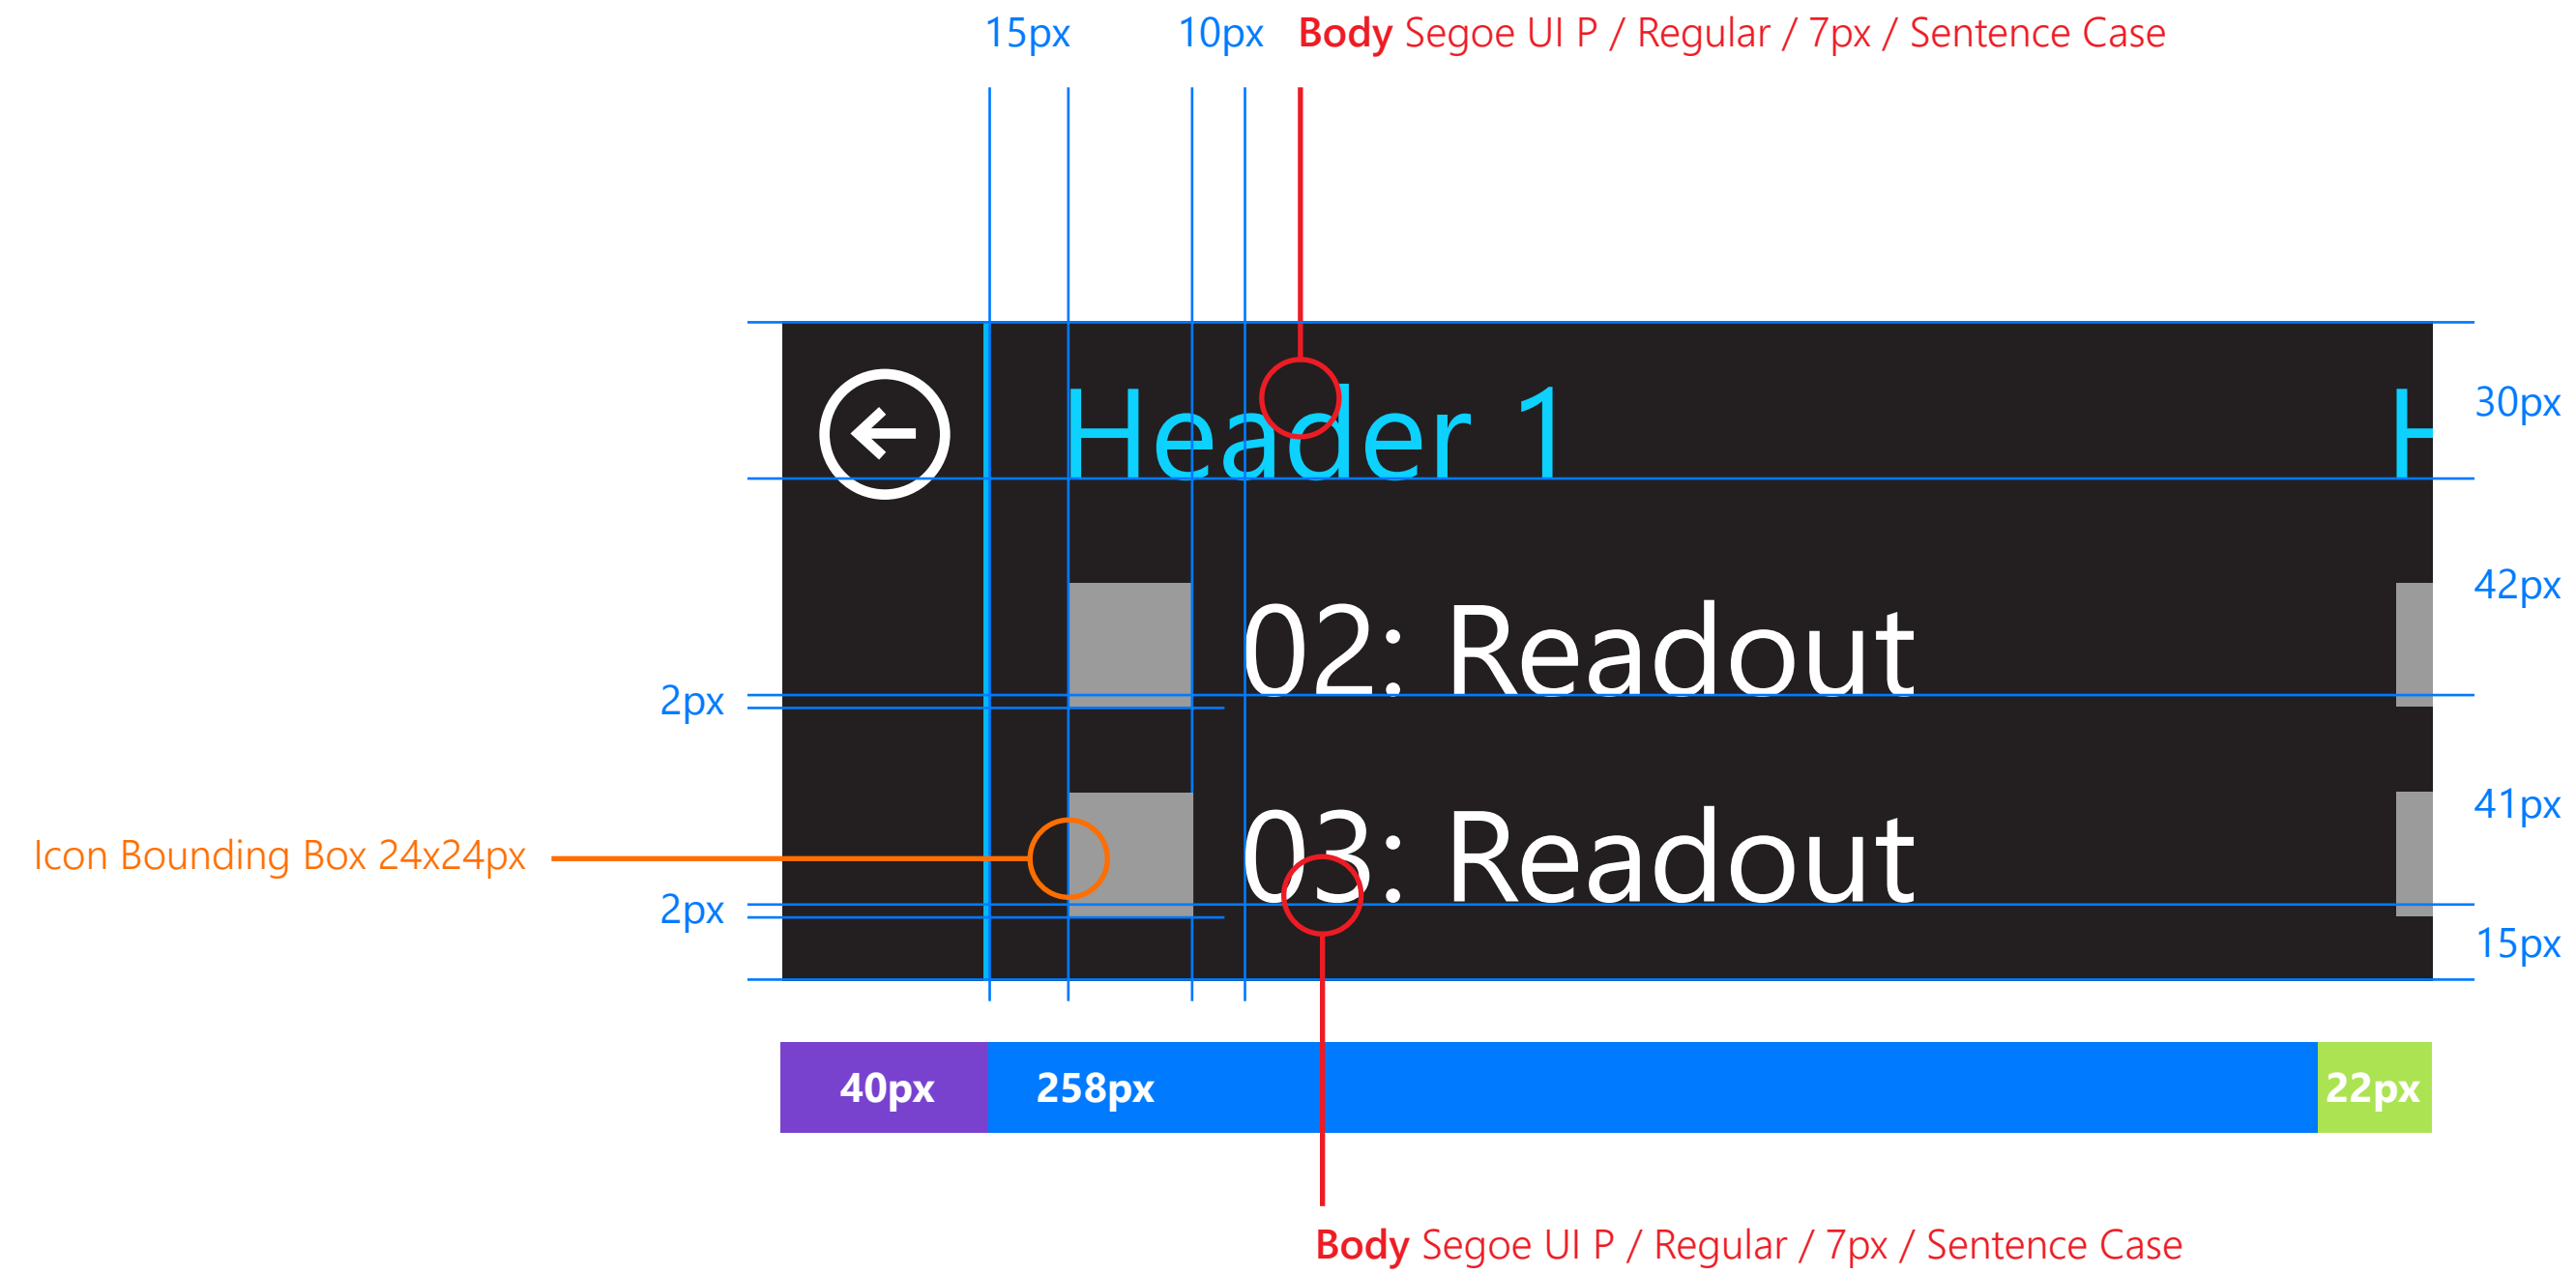 15px
10px
Body Segoe UI P / Regular / 7px / Sentence Case
Header 1
H
30px
42px
02: Readout
2px
41px
03: Readout
Icon Bounding Box 24x24px
2px
15px
40px
258px
22px
Body Segoe UI P / Regular / 7px / Sentence Case